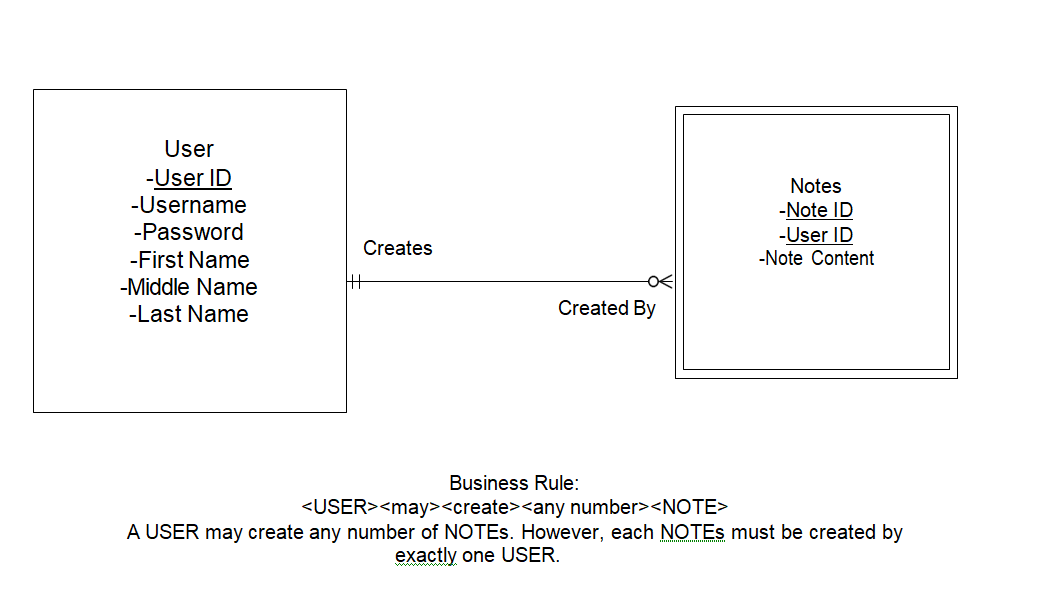 User
-User ID
-Username
-Password
-First Name
-Middle Name
-Last Name
Creates
Created By
Notes
-Note ID
-User ID
-Note Content
Business Rule:
<USER><may><create><any number><NOTE>
A USER may create any number of NOTEs. However, each NOTEs must be created by
exactly one USER.